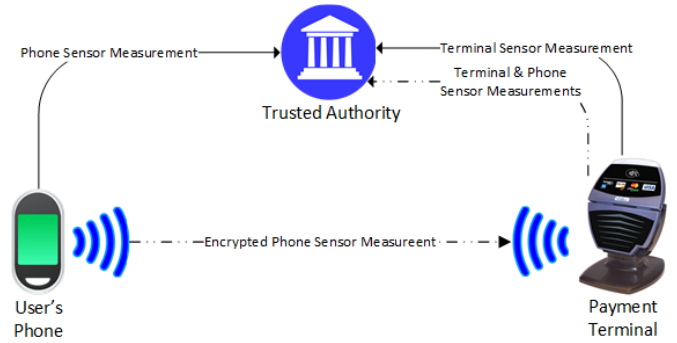 Phone Sensor Measurement
Terminal Sensor Measurement
Terminal & Phone
Sensor Measurements
Trusted Authority
Encrypted Phone Sensor Measureent
User's
Phone
Payment
Terminal
VISA